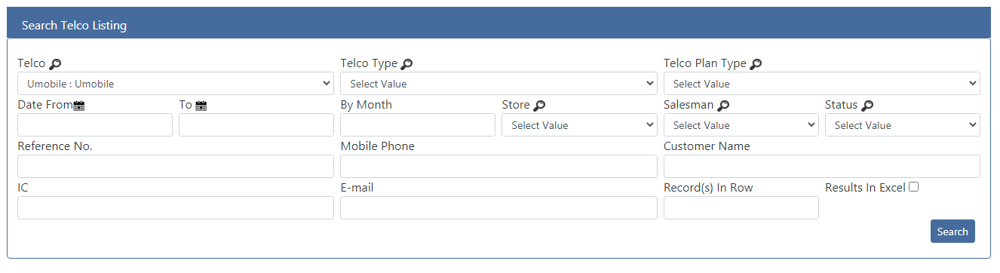 Search Telco Listing
Telco Telco Type Telco Plan Type
Umobile : Umobile Select Value Select Value
Date From To By Month Store Salesman Status
Select Value Select Value Select Value
Reference No. Mobile Phone Customer Name
IC E-mail Record(s) In Row Results In Excel
Search